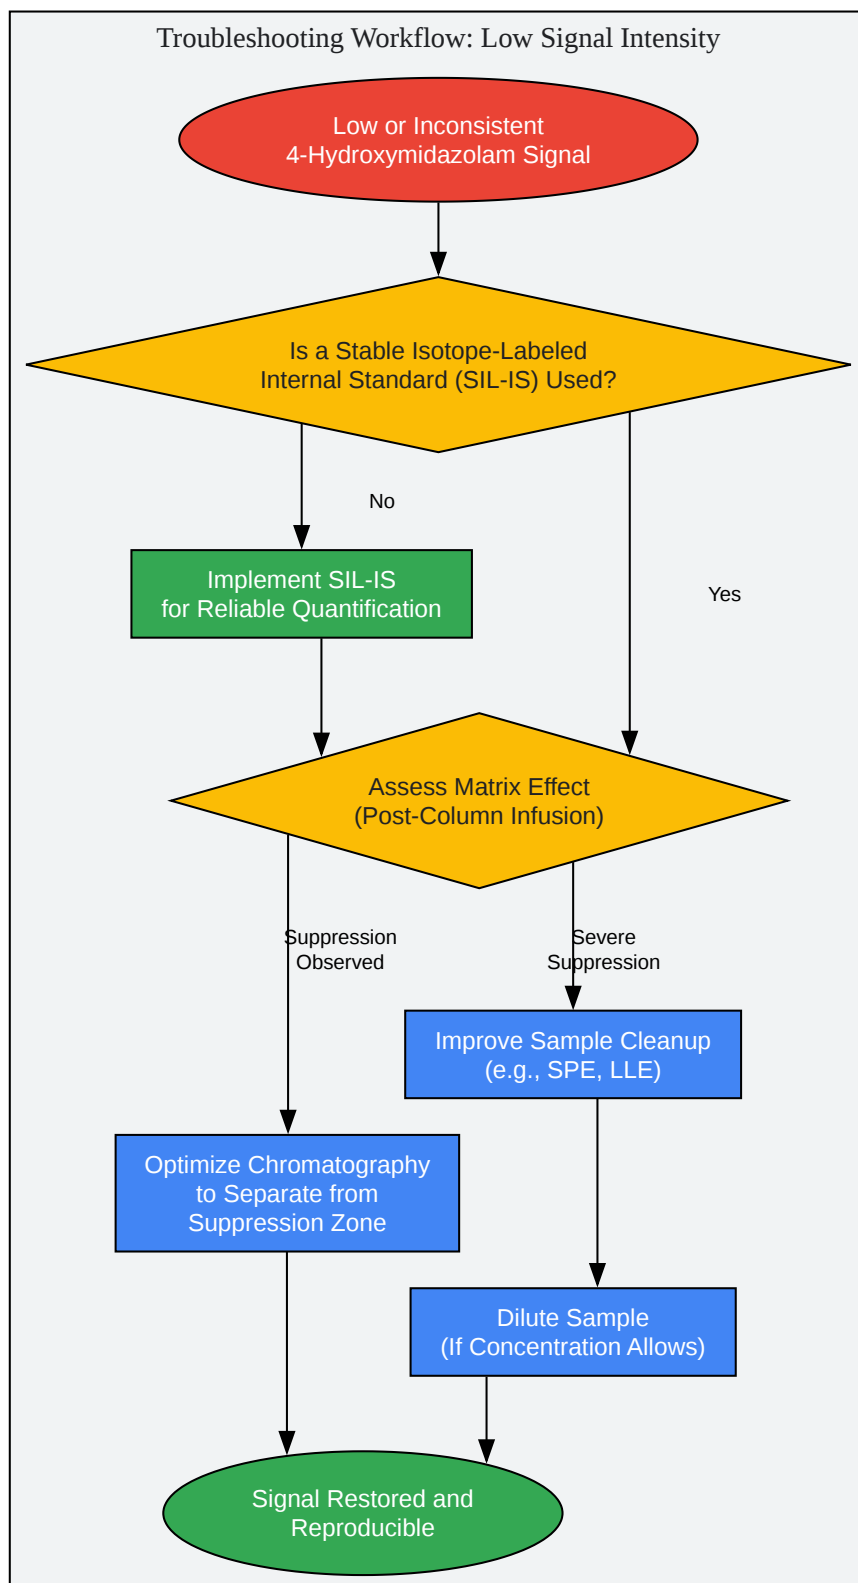 Troubleshooting Workflow: Low Signal Intensity
Low or Inconsistent
4-Hydroxymidazolam Signal
Is a Stable Isotope-Labeled
Internal Standard (SIL-IS) Used?
No
Implement SIL-IS
for Reliable Quantification
Yes
Assess Matrix Effect
(Post-Column Infusion)
Suppression
Observed
Severe
Suppression
Improve Sample Cleanup
(e.g., SPE, LLE)
Optimize Chromatography
to Separate from
Suppression Zone
Dilute Sample
(If Concentration Allows)
Signal Restored and
Reproducible